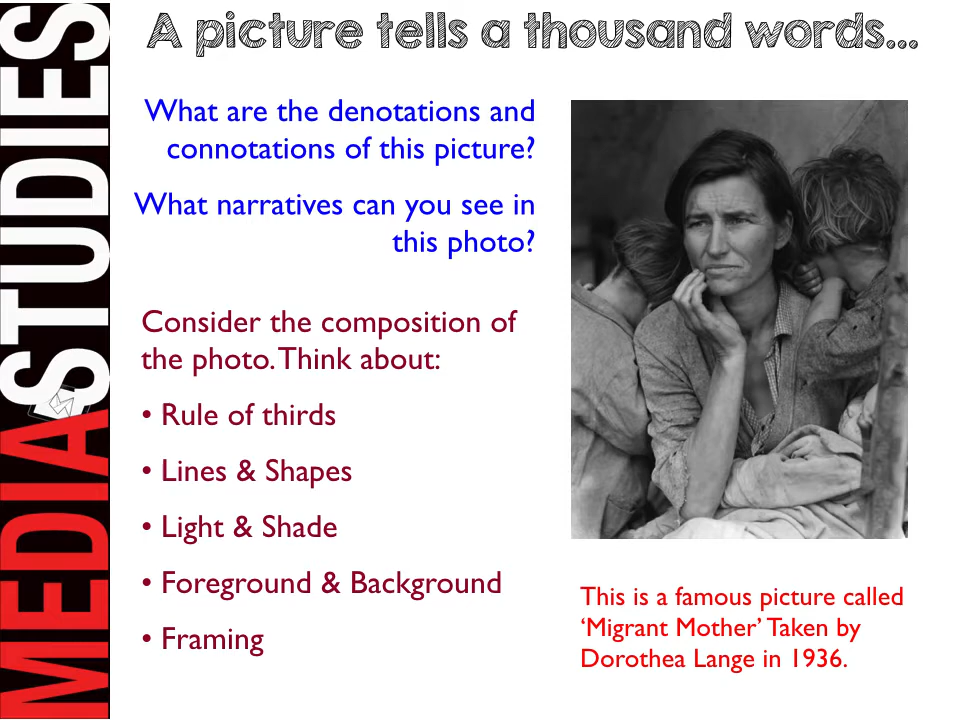 A picture tells a thousand words...
MEDIA STUDIES
What are the denotations and
connotations of this picture?
What narratives can you see in
this photo?
Consider the composition of
the photo. Think about:
• Rule of thirds
• Lines & Shapes
• Light & Shade
• Foreground & Background
• Framing
This is a famous picture called
‘Migrant Mother’ Taken by
Dorothea Lange in 1936.